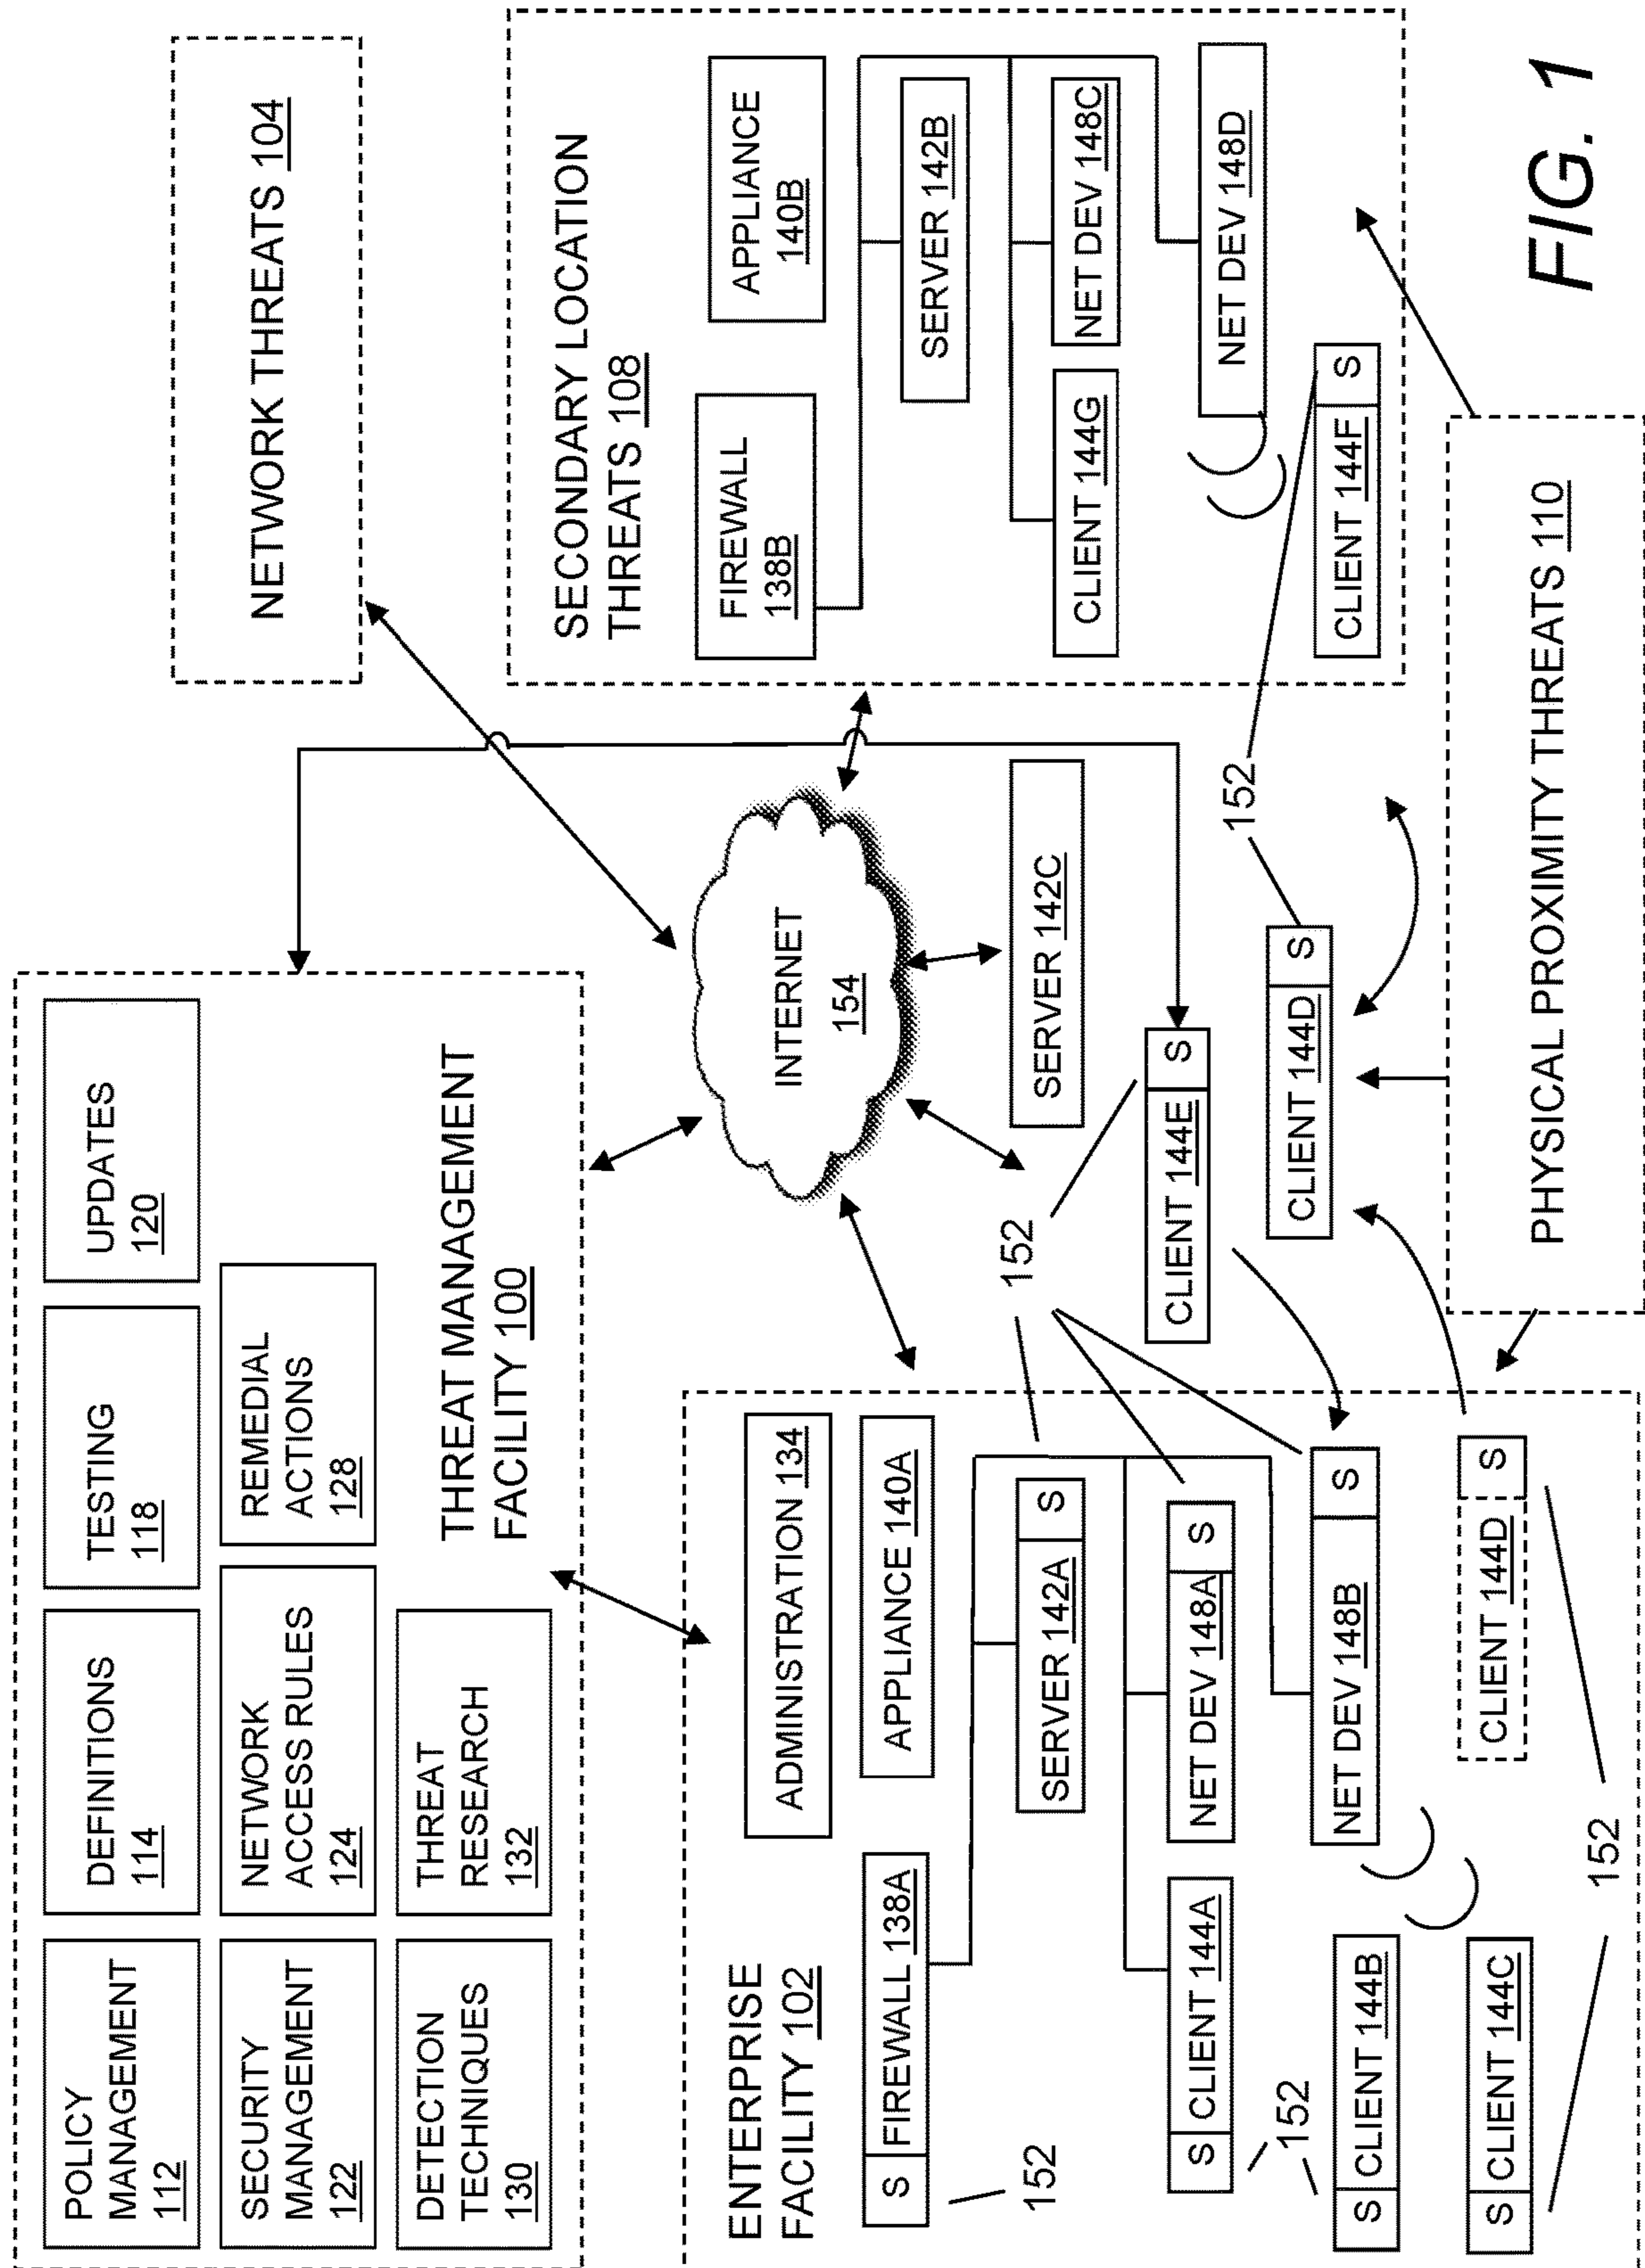 POLICY
MANAGEMENT
112
DEFINITIONS
114
TESTING
118
UPDATES
120
SECURITY
MANAGEMENT
122
NETWORK
ACCESS RULES
124
REMEDIAL
ACTIONS
128
DETECTION
TECHNIQUES
130
THREAT
RESEARCH
132
THREAT MANAGEMENT
FACILITY 100
NETWORK THREATS 104
INTERNET
154
SERVER 142C
ENTERPRISE
FACILITY 102
ADMINISTRATION 134
S FIREWALL 138A
APPLIANCE 140A
152
SERVER 142A S
152
S CLIENT 144A
NET DEV 148A S
152
NET DEV 148B S
S CLIENT 144B
S CLIENT 144C
CLIENT 144D S
152
CLIENT 144E S
CLIENT 144D S
152
SECONDARY LOCATION
THREATS 108
FIREWALL
138B
APPLIANCE
140B
SERVER 142B
CLIENT 144G
NET DEV 148C
NET DEV 148D
CLIENT 144F S
PHYSICAL PROXIMITY THREATS 110
FIG. 1